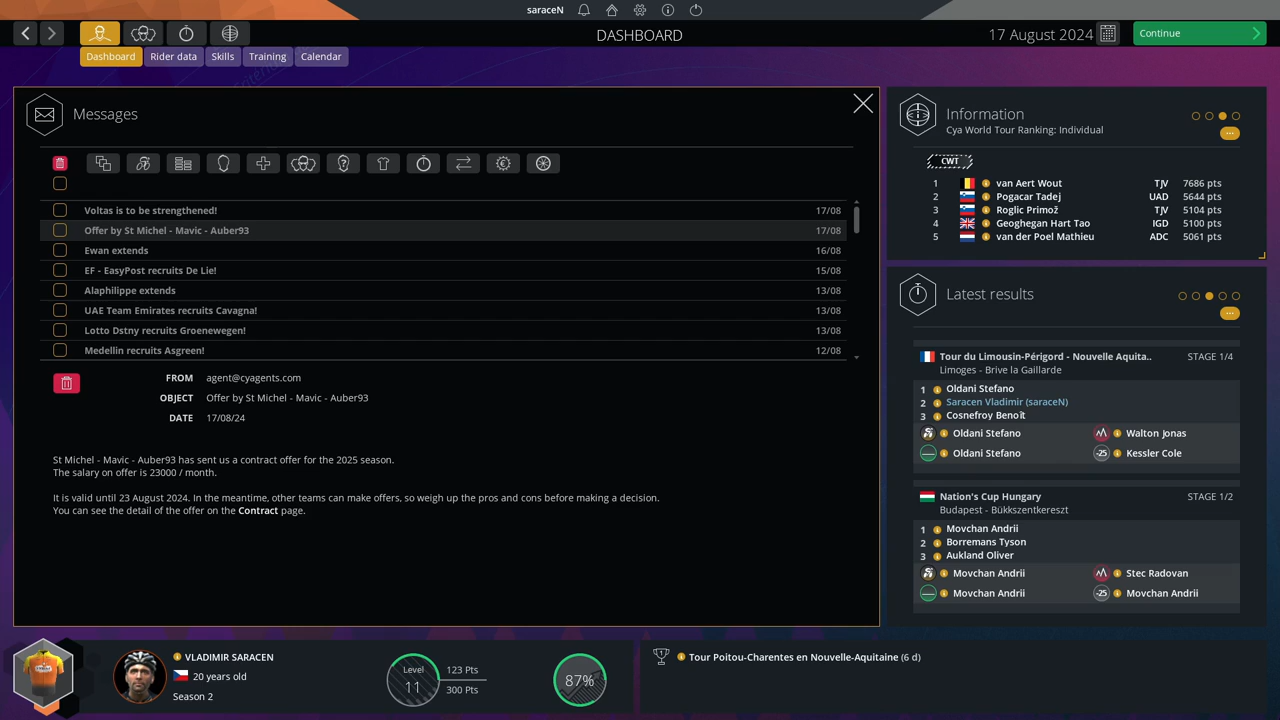 saraceN
DASHBOARD
17 August 2024
Continue
Dashboard
Rider data
Skills
Training
Calendar
Messages
Voltas is to be strengthened! 17/08
Offer by St Michel - Mavic - Auber93 17/08
Ewan extends 16/08
EF - EasyPost recruits De Lie! 15/08
Alaphilippe extends 13/08
UAE Team Emirates recruits Cavagna! 13/08
Lotto Dstny recruits Groenewegen! 13/08
Medellin recruits Asgreen! 12/08
FROM agent@cyagents.com
OBJECT Offer by St Michel - Mavic - Auber93
DATE 17/08/24
St Michel - Mavic - Auber93 has sent us a contract offer for the 2025 season.
The salary on offer is 23000 / month.
It is valid until 23 August 2024. In the meantime, other teams can make offers, so weigh up the pros and cons before making a decision.
You can see the detail of the offer on the Contract page.
Information
Cya World Tour Ranking: Individual
CWT
1 van Aert Wout TJV 7686 pts
2 Pogacar Tadej UAD 5644 pts
3 Roglic Primož TJV 5104 pts
4 Geoghegan Hart Tao IGD 5100 pts
5 van der Poel Mathieu ADC 5061 pts
Latest results
Tour du Limousin-Périgord - Nouvelle Aquita.. STAGE 1/4
Limoges - Brive la Gaillarde
1 Oldani Stefano
2 Saracen Vladimir (saraceN)
3 Cosnefroy Benoît
Oldani Stefano Walton Jonas
Oldani Stefano -25 Kessler Cole
Nation's Cup Hungary STAGE 1/2
Budapest - Bükkszentkereszt
1 Movchan Andrii
2 Borremans Tyson
3 Aukland Oliver
Movchan Andrii Stec Radovan
Movchan Andrii -25 Movchan Andrii
VLADIMIR SARACEN
20 years old
Season 2
Level
11
123 Pts
300 Pts
87%
Tour Poitou-Charentes en Nouvelle-Aquitaine (6 d)